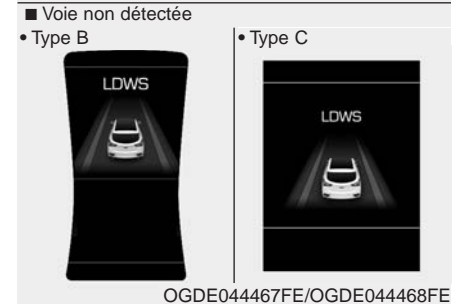 ■ Voie non détectée
• Type B
• Type C
LDWS
LDWS
OGDE044467FE/OGDE044468FE